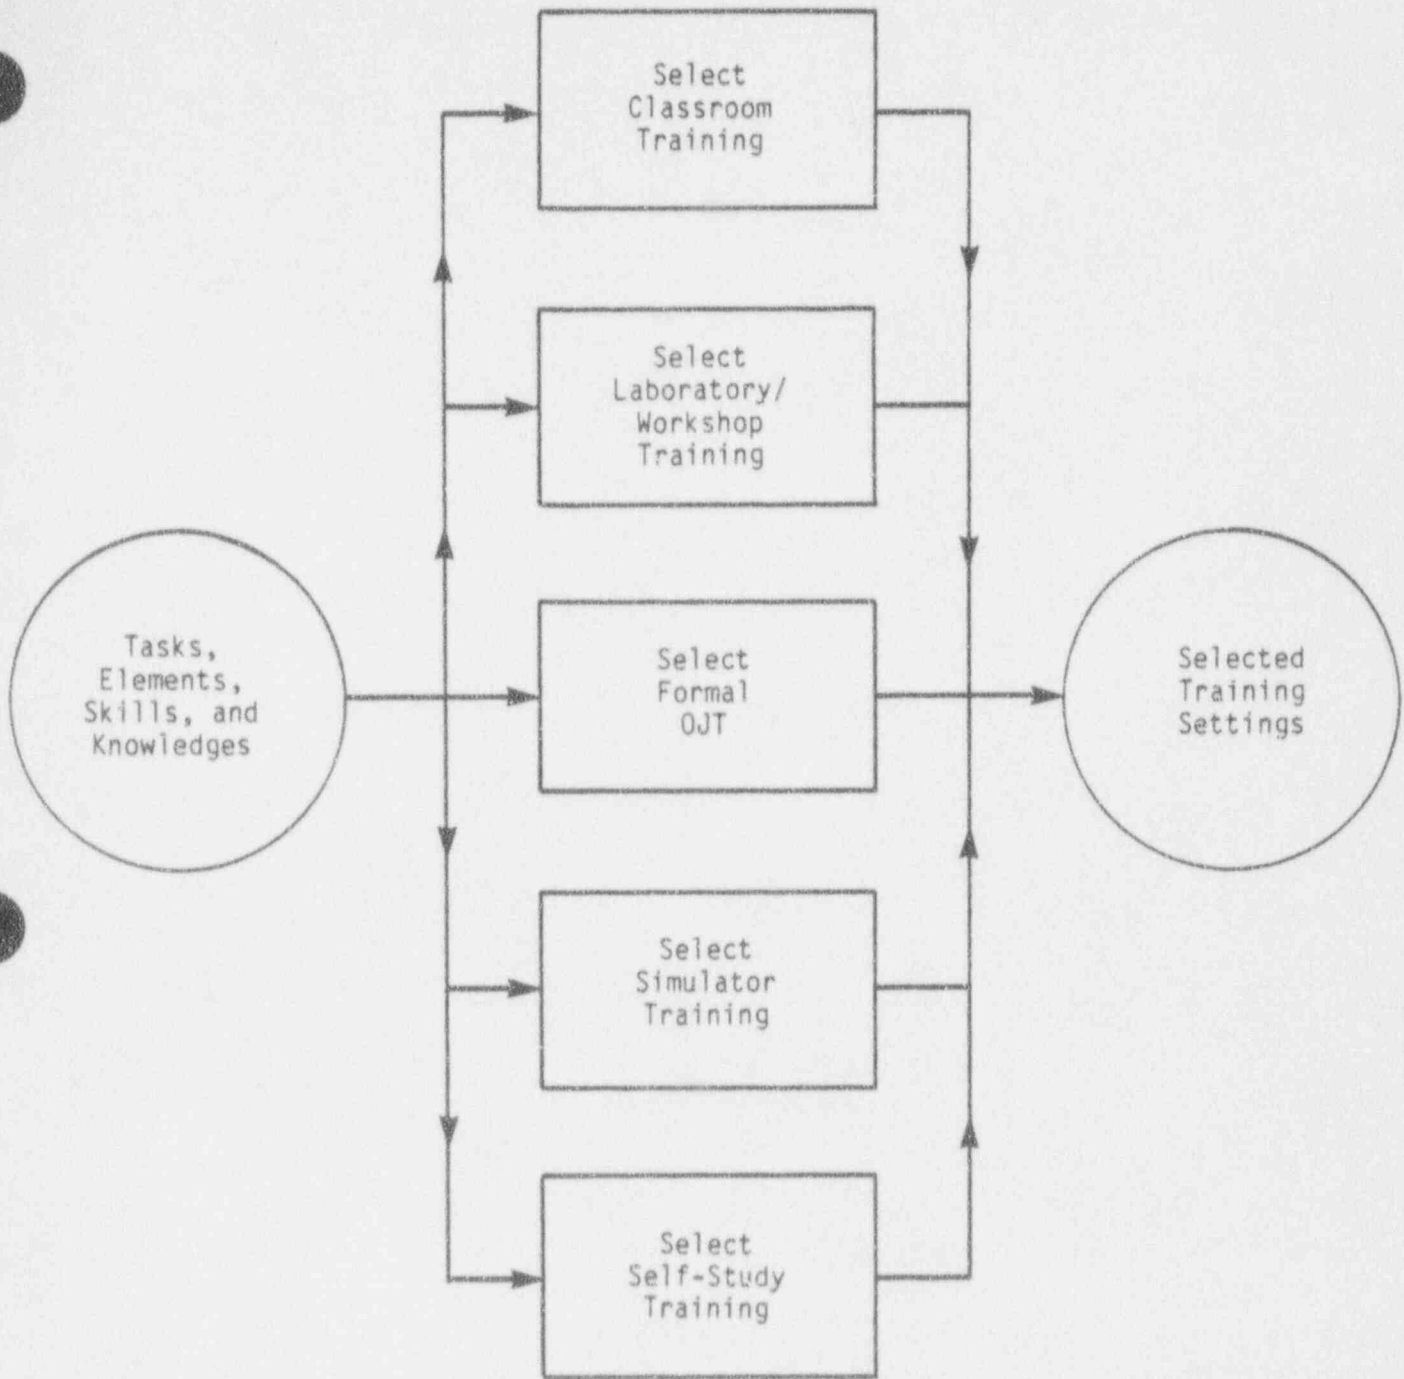 Select
Classroom
Training
Select
Laboratory/
Workshop
Training
Tasks,
Elements,
Skills, and
Knowledges
Select
Formal
OJT
Selected
Training
Settings
Select
Simulator
Training
Select
Self-Study
Training